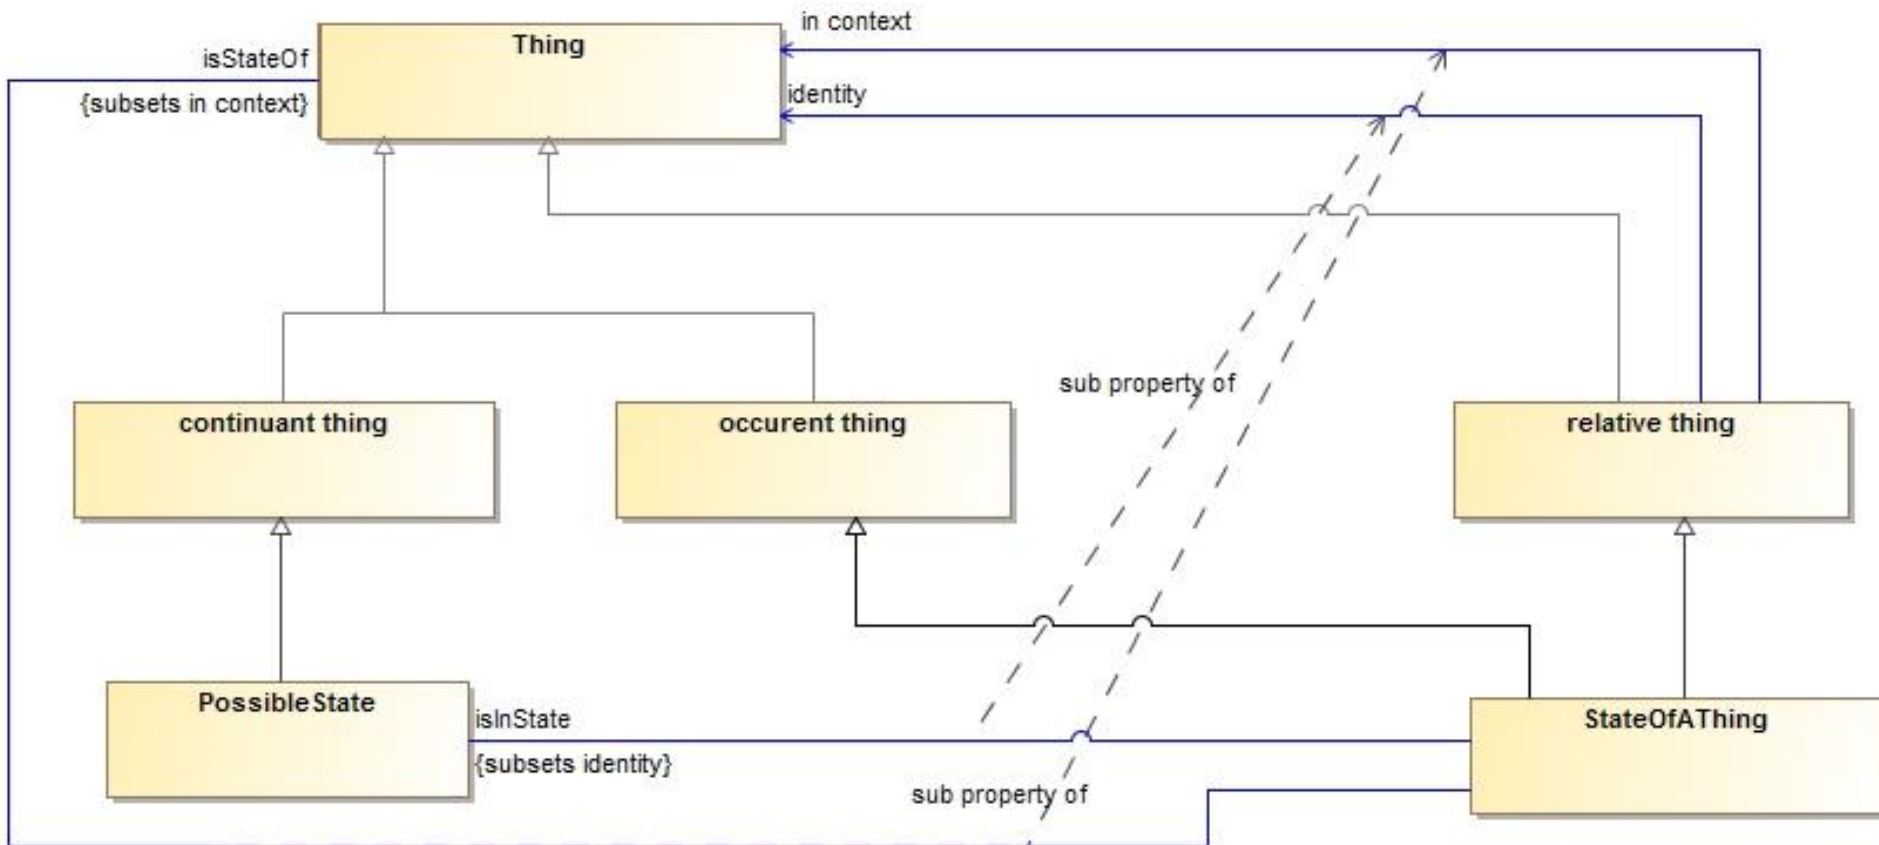 in context
Thing
isStateOf
{subsets in context}
identity
sub property of
continuant thing
occurent thing
relative thing
PossibleState
isInState
{subsets identity}
StateOfAThing
sub property of